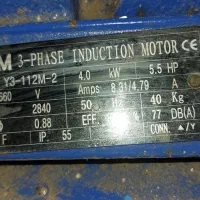 M 3-PHASE INDUCTION MOTOR CE
Y3-112M-2 4.0 kW 5.5 HP
660 V Amps 8.31/4.79 A
2840 50 Hz 40 Kg
0.88 EFF. 77 DB(A)
F IP. 55 CONN. △/Y